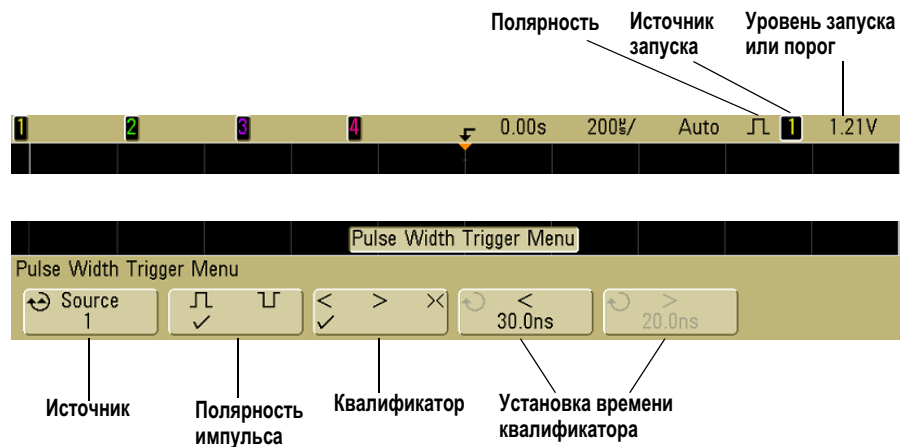 Полярность Источник запуска Уровень запуска или порог
1 2 3 4 0.00s 200㎲/ Auto 1 1.21V
Pulse Width Trigger Menu
Pulse Width Trigger Menu
Source < > >< < >
1 ✓ ✓ 30.0ns 20.0ns
Источник Полярность импульса Квалификатор Установка времени квалификатора